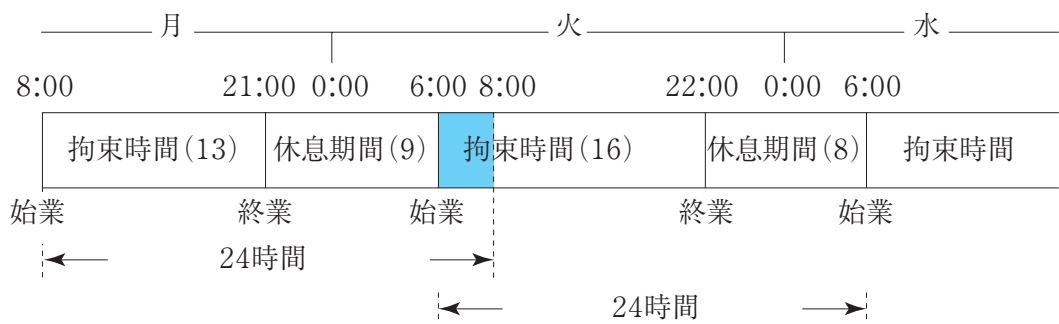 月 火 水
8:00 21:00 0:00 6:00 8:00 22:00 0:00 6:00
拘束時間(13) 休息期間(9) 拘束時間(16) 休息期間(8) 拘束時間
始業 終業 始業 終業 始業
24時間
24時間